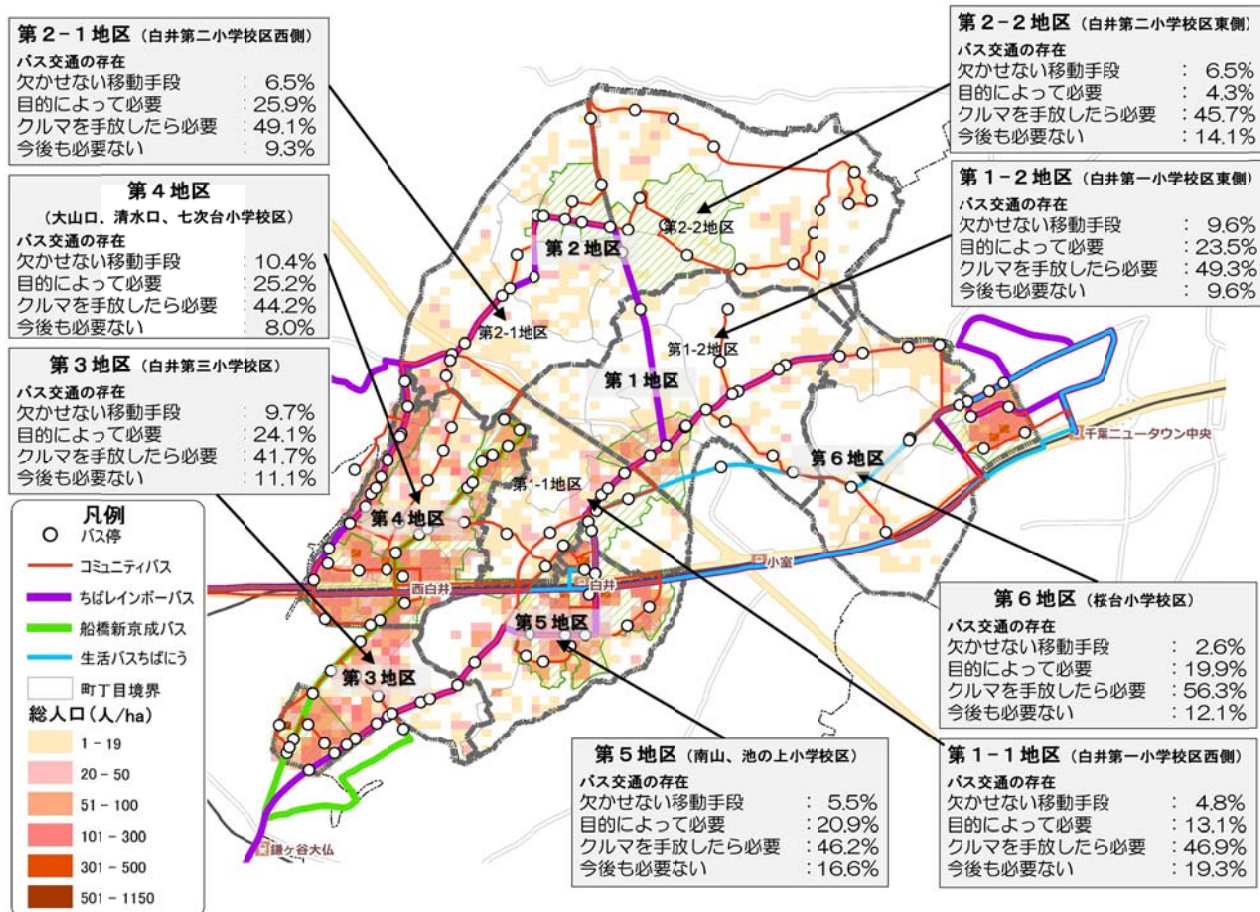 第2-1地区 (白井第二小学校区西側)
バス交通の存在
欠かせない移動手段 : 6.5%
目的によって必要 : 25.9%
クルマを手放したら必要 : 49.1%
今後も必要ない : 9.3%
第4地区
(大山口、清水口、七次台小学校区)
バス交通の存在
欠かせない移動手段 : 10.4%
目的によって必要 : 25.2%
クルマを手放したら必要 : 44.2%
今後も必要ない : 8.0%
第3地区 (白井第三小学校区)
バス交通の存在
欠かせない移動手段 : 9.7%
目的によって必要 : 24.1%
クルマを手放したら必要 : 41.7%
今後も必要ない : 11.1%
凡例
バス停
コミュニティバス
ちばレインボーバス
船橋新京成バス
生活バスちばにう
町丁目境界
総人口(人/ha)
1 - 19
20 - 50
51 - 100
101 - 300
301 - 500
501 - 1150
第2-2地区 (白井第二小学校区東側)
バス交通の存在
欠かせない移動手段 : 6.5%
目的によって必要 : 4.3%
クルマを手放したら必要 : 45.7%
今後も必要ない : 14.1%
第1-2地区 (白井第一小学校区東側)
バス交通の存在
欠かせない移動手段 : 9.6%
目的によって必要 : 23.5%
クルマを手放したら必要 : 49.3%
今後も必要ない : 9.6%
第2-2地区
第2地区
第2-1地区
第1-2地区
第1地区
千葉ニュータウン中央
第6地区
第1-1地区
第4地区
小室
西白井
白井
第5地区
第3地区
鎌ヶ谷大仏
第6地区 (桜台小学校区)
バス交通の存在
欠かせない移動手段 : 2.6%
目的によって必要 : 19.9%
クルマを手放したら必要 : 56.3%
今後も必要ない : 12.1%
第5地区 (南山、池の上小学校区)
バス交通の存在
欠かせない移動手段 : 5.5%
目的によって必要 : 20.9%
クルマを手放したら必要 : 46.2%
今後も必要ない : 16.6%
第1-1地区 (白井第一小学校区西側)
バス交通の存在
欠かせない移動手段 : 4.8%
目的によって必要 : 13.1%
クルマを手放したら必要 : 46.9%
今後も必要ない : 19.3%